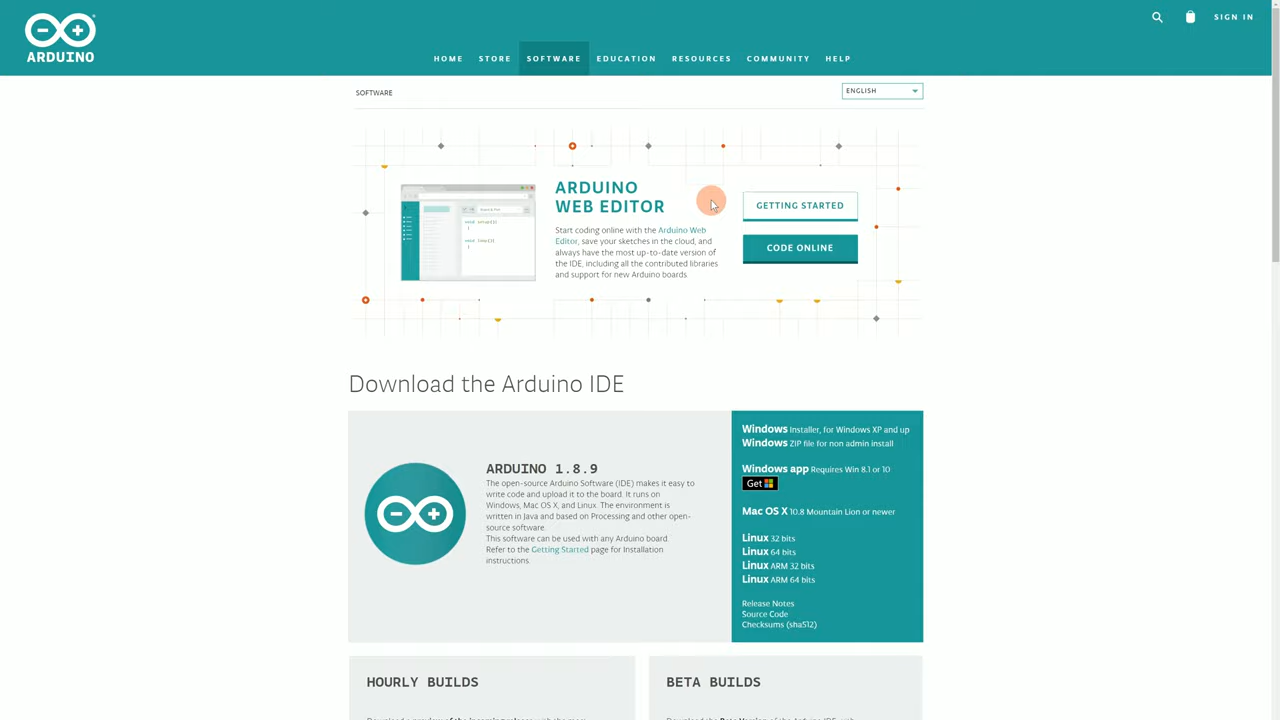 ARDUINO
SIGN IN
HOME STORE SOFTWARE EDUCATION RESOURCES COMMUNITY HELP
SOFTWARE
ENGLISH
ARDUINO
WEB EDITOR
Start coding online with the Arduino Web
Editor, save your sketches in the cloud, and
always have the most up-to-date version of
the IDE, including all the contributed libraries
and support for new Arduino boards.
GETTING STARTED
CODE ONLINE
Download the Arduino IDE
ARDUINO 1.8.9
The open-source Arduino Software (IDE) makes it easy to
write code and upload it to the board. It runs on
Windows, Mac OS X, and Linux. The environment is
written in Java and based on Processing and other open-
source software.
This software can be used with any Arduino board.
Refer to the Getting Started page for Installation
instructions.
Windows Installer, for Windows XP and up
Windows ZIP file for non admin install
Windows app Requires Win 8.1 or 10
Get
Mac OS X 10.8 Mountain Lion or newer
Linux 32 bits
Linux 64 bits
Linux ARM 32 bits
Linux ARM 64 bits
Release Notes
Source Code
Checksums (sha512)
HOURLY BUILDS
BETA BUILDS